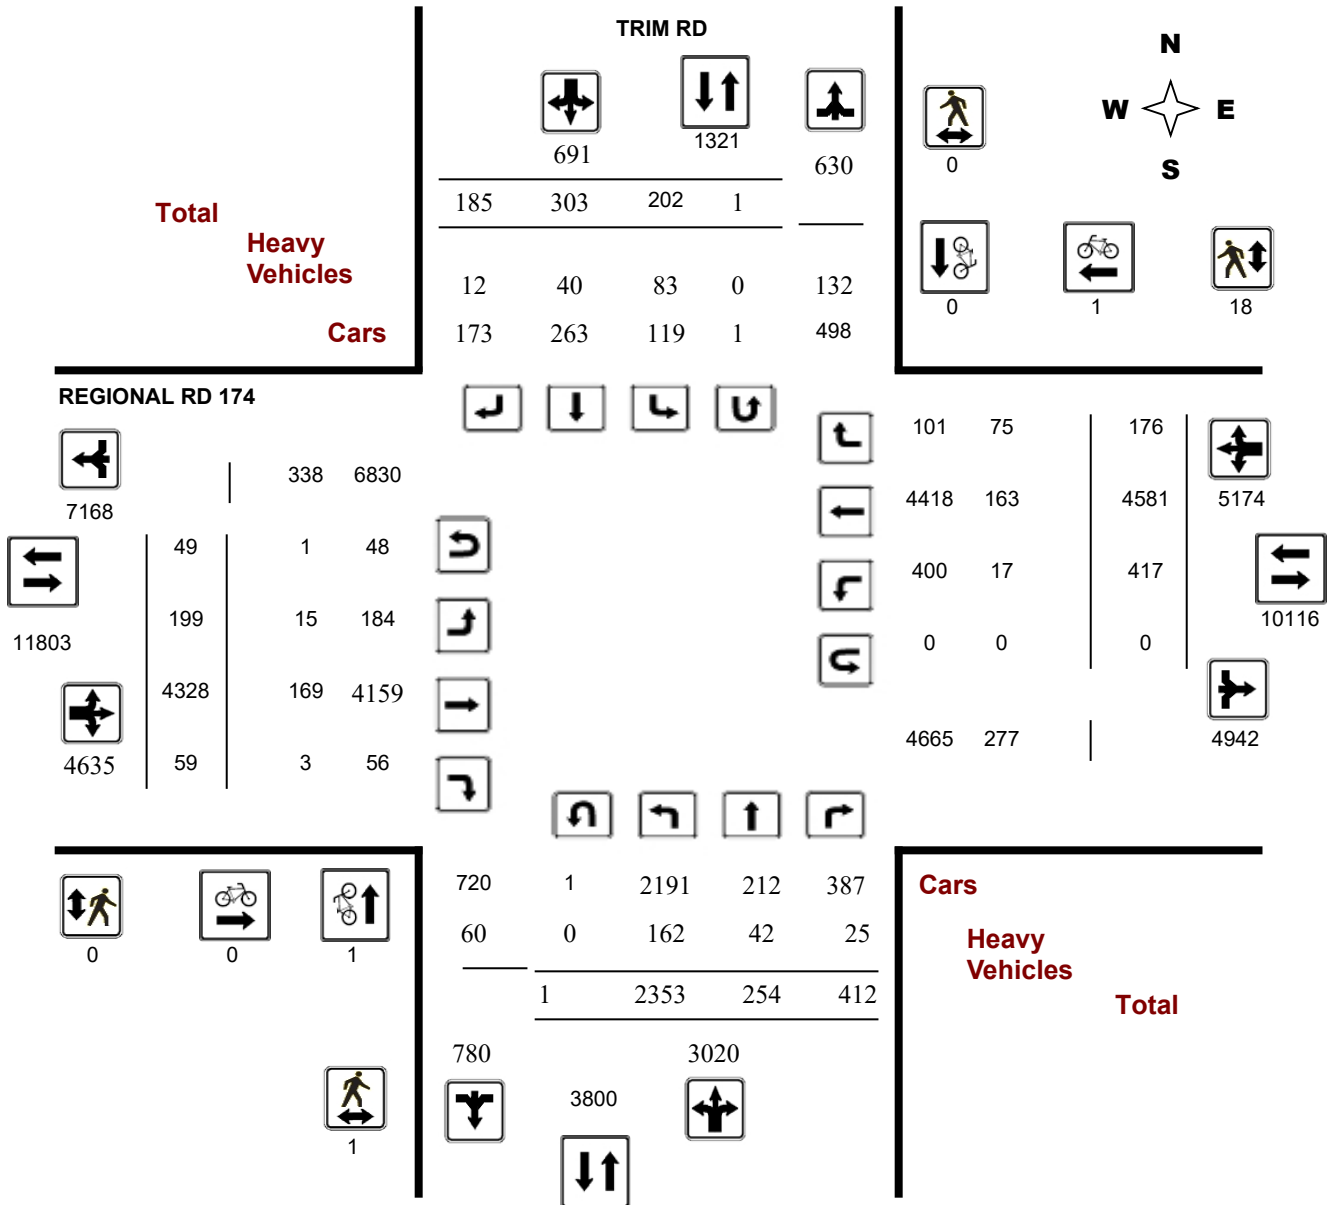 TRIM RD
N
W E
S
691
1321
630
0
185 303 202 1
Total
Heavy
Vehicles
Cars
12 40 83 0 132
173 263 119 1 498
0 1 18
REGIONAL RD 174
7168
338 6830
11803
49 1 48
199 15 184
4328 169 4159
4635
59 3 56
101 75 176
4418 163 4581
5174
400 17 417
10116
0 0 0
4665 277
4942
0 0 1
1
720 1 2191 212 387
60 0 162 42 25
1 2353 254 412
780 3020
3800
Cars
Heavy
Vehicles
Total